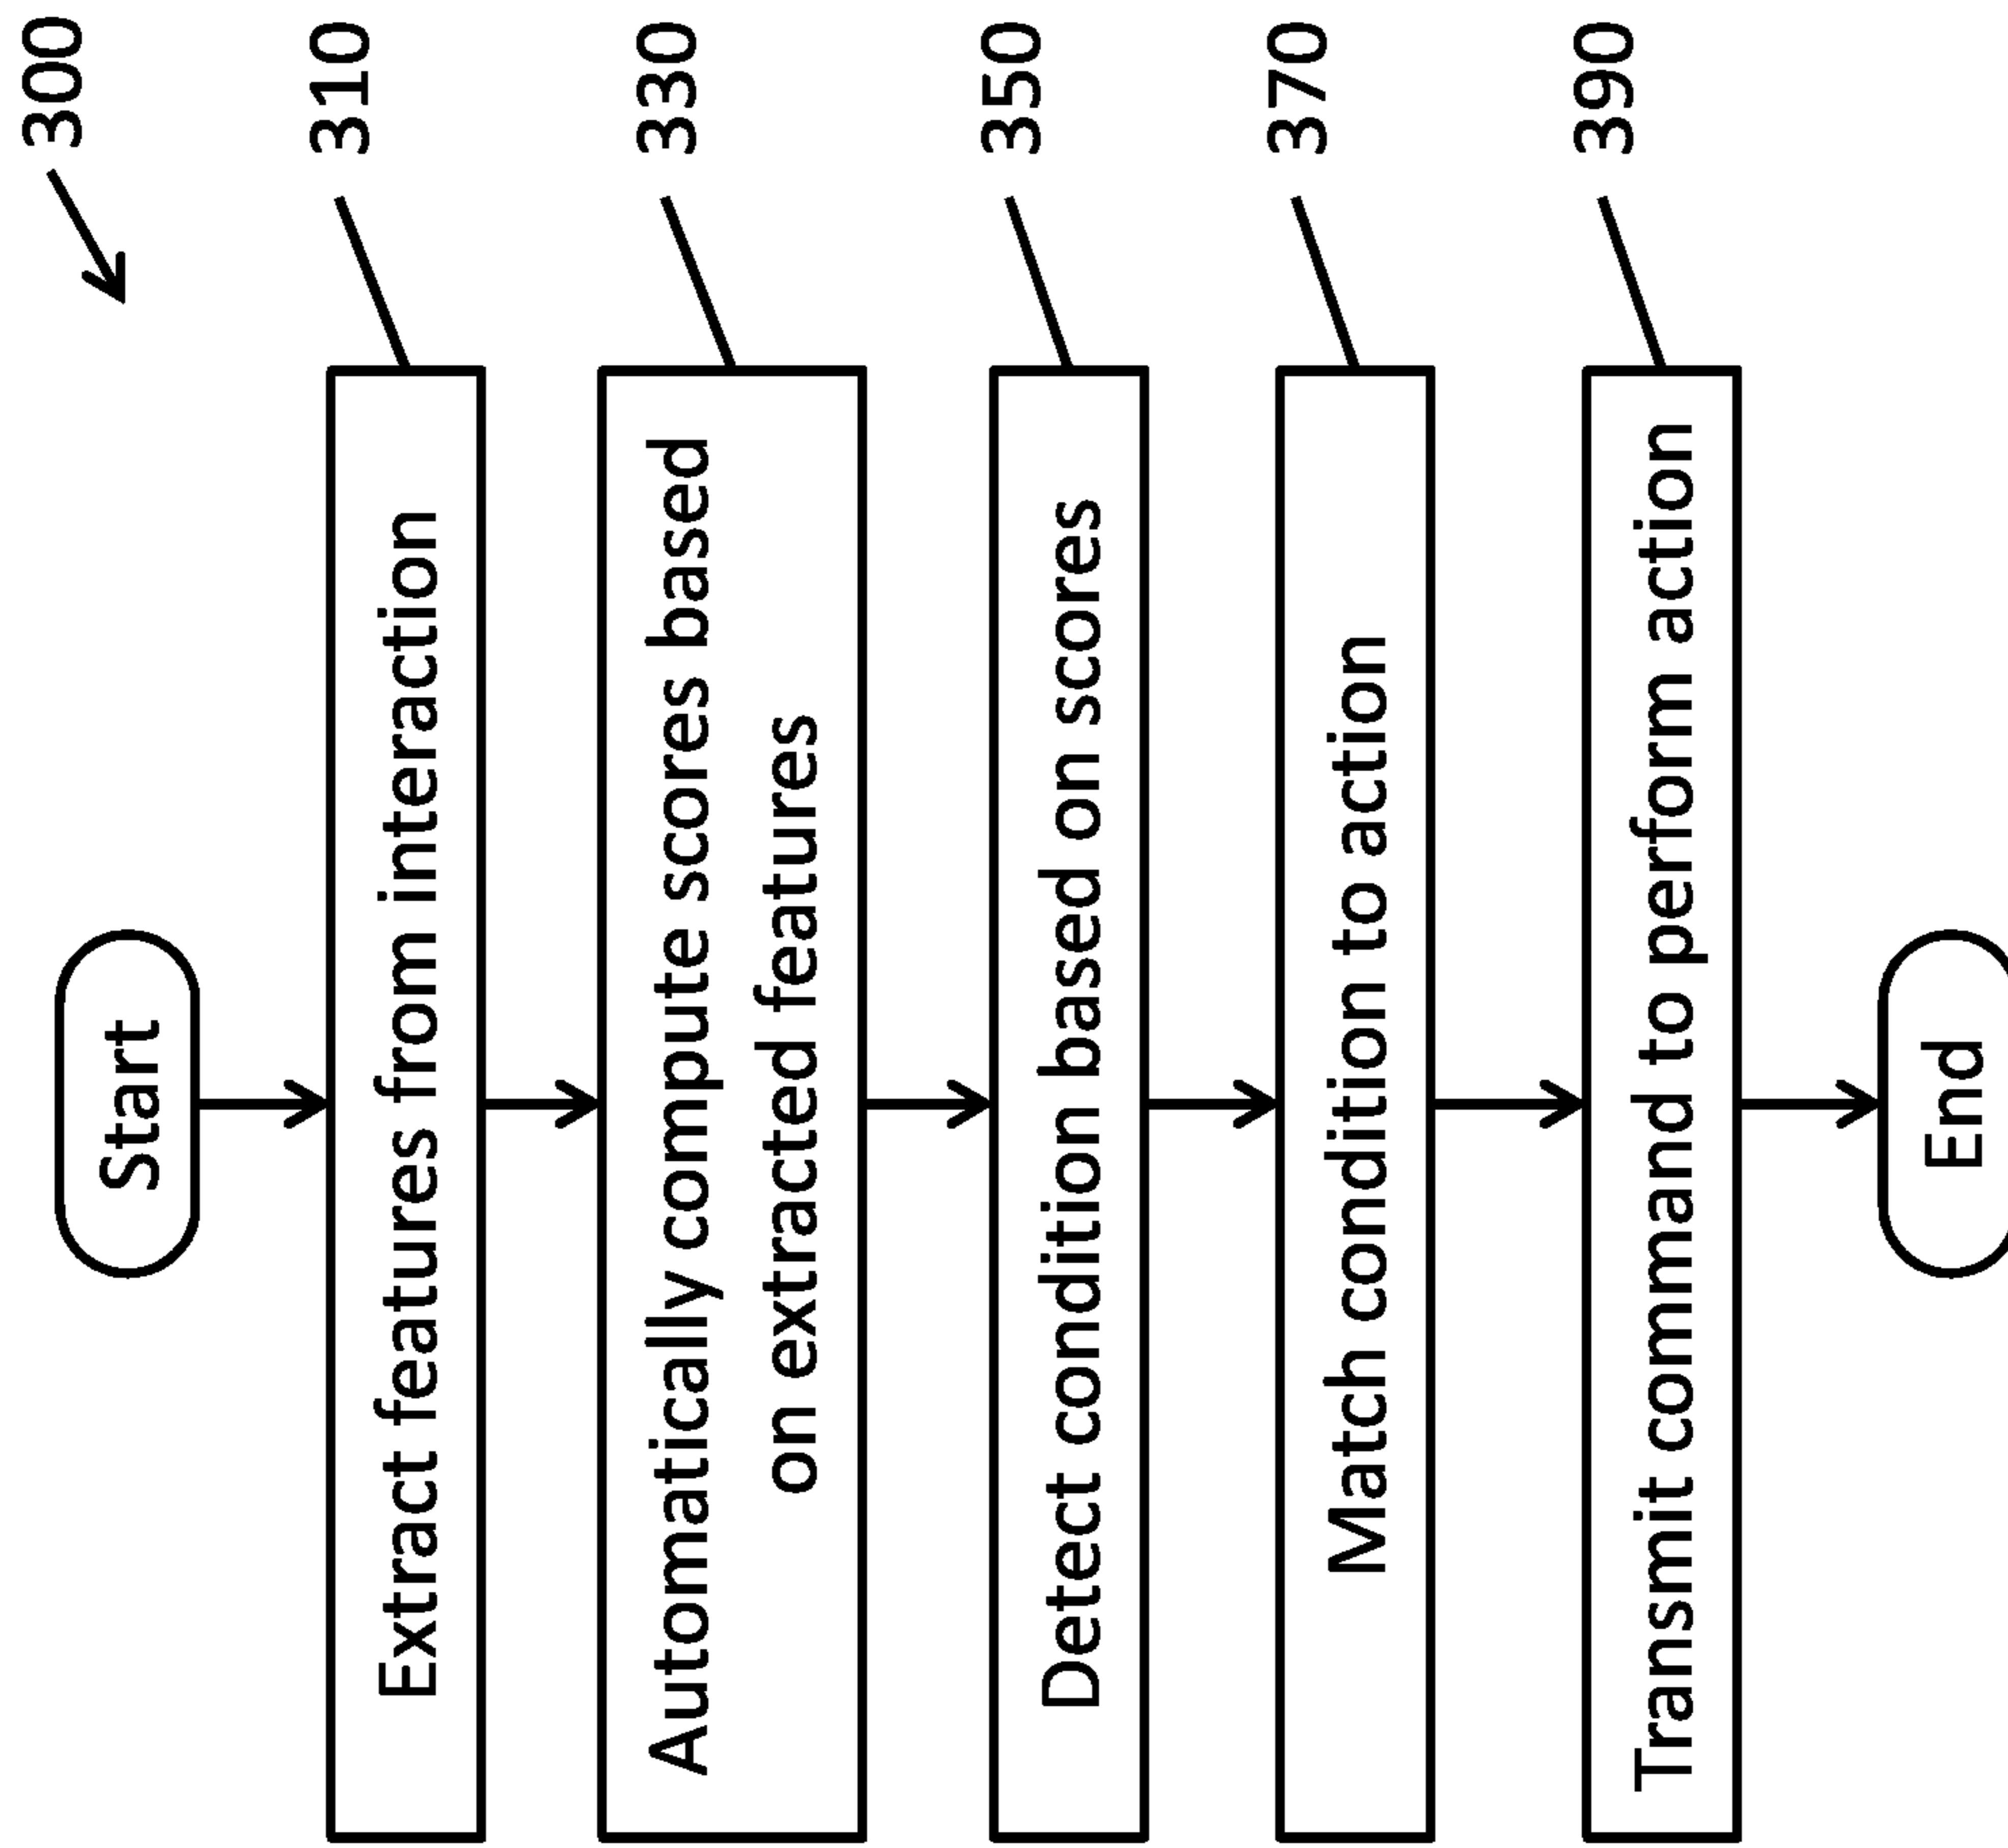 300
Start
Extract features from interaction
310
Automatically compute scores based
on extracted features
330
Detect condition based on scores
350
Match condition to action
370
Transmit command to perform action
390
End